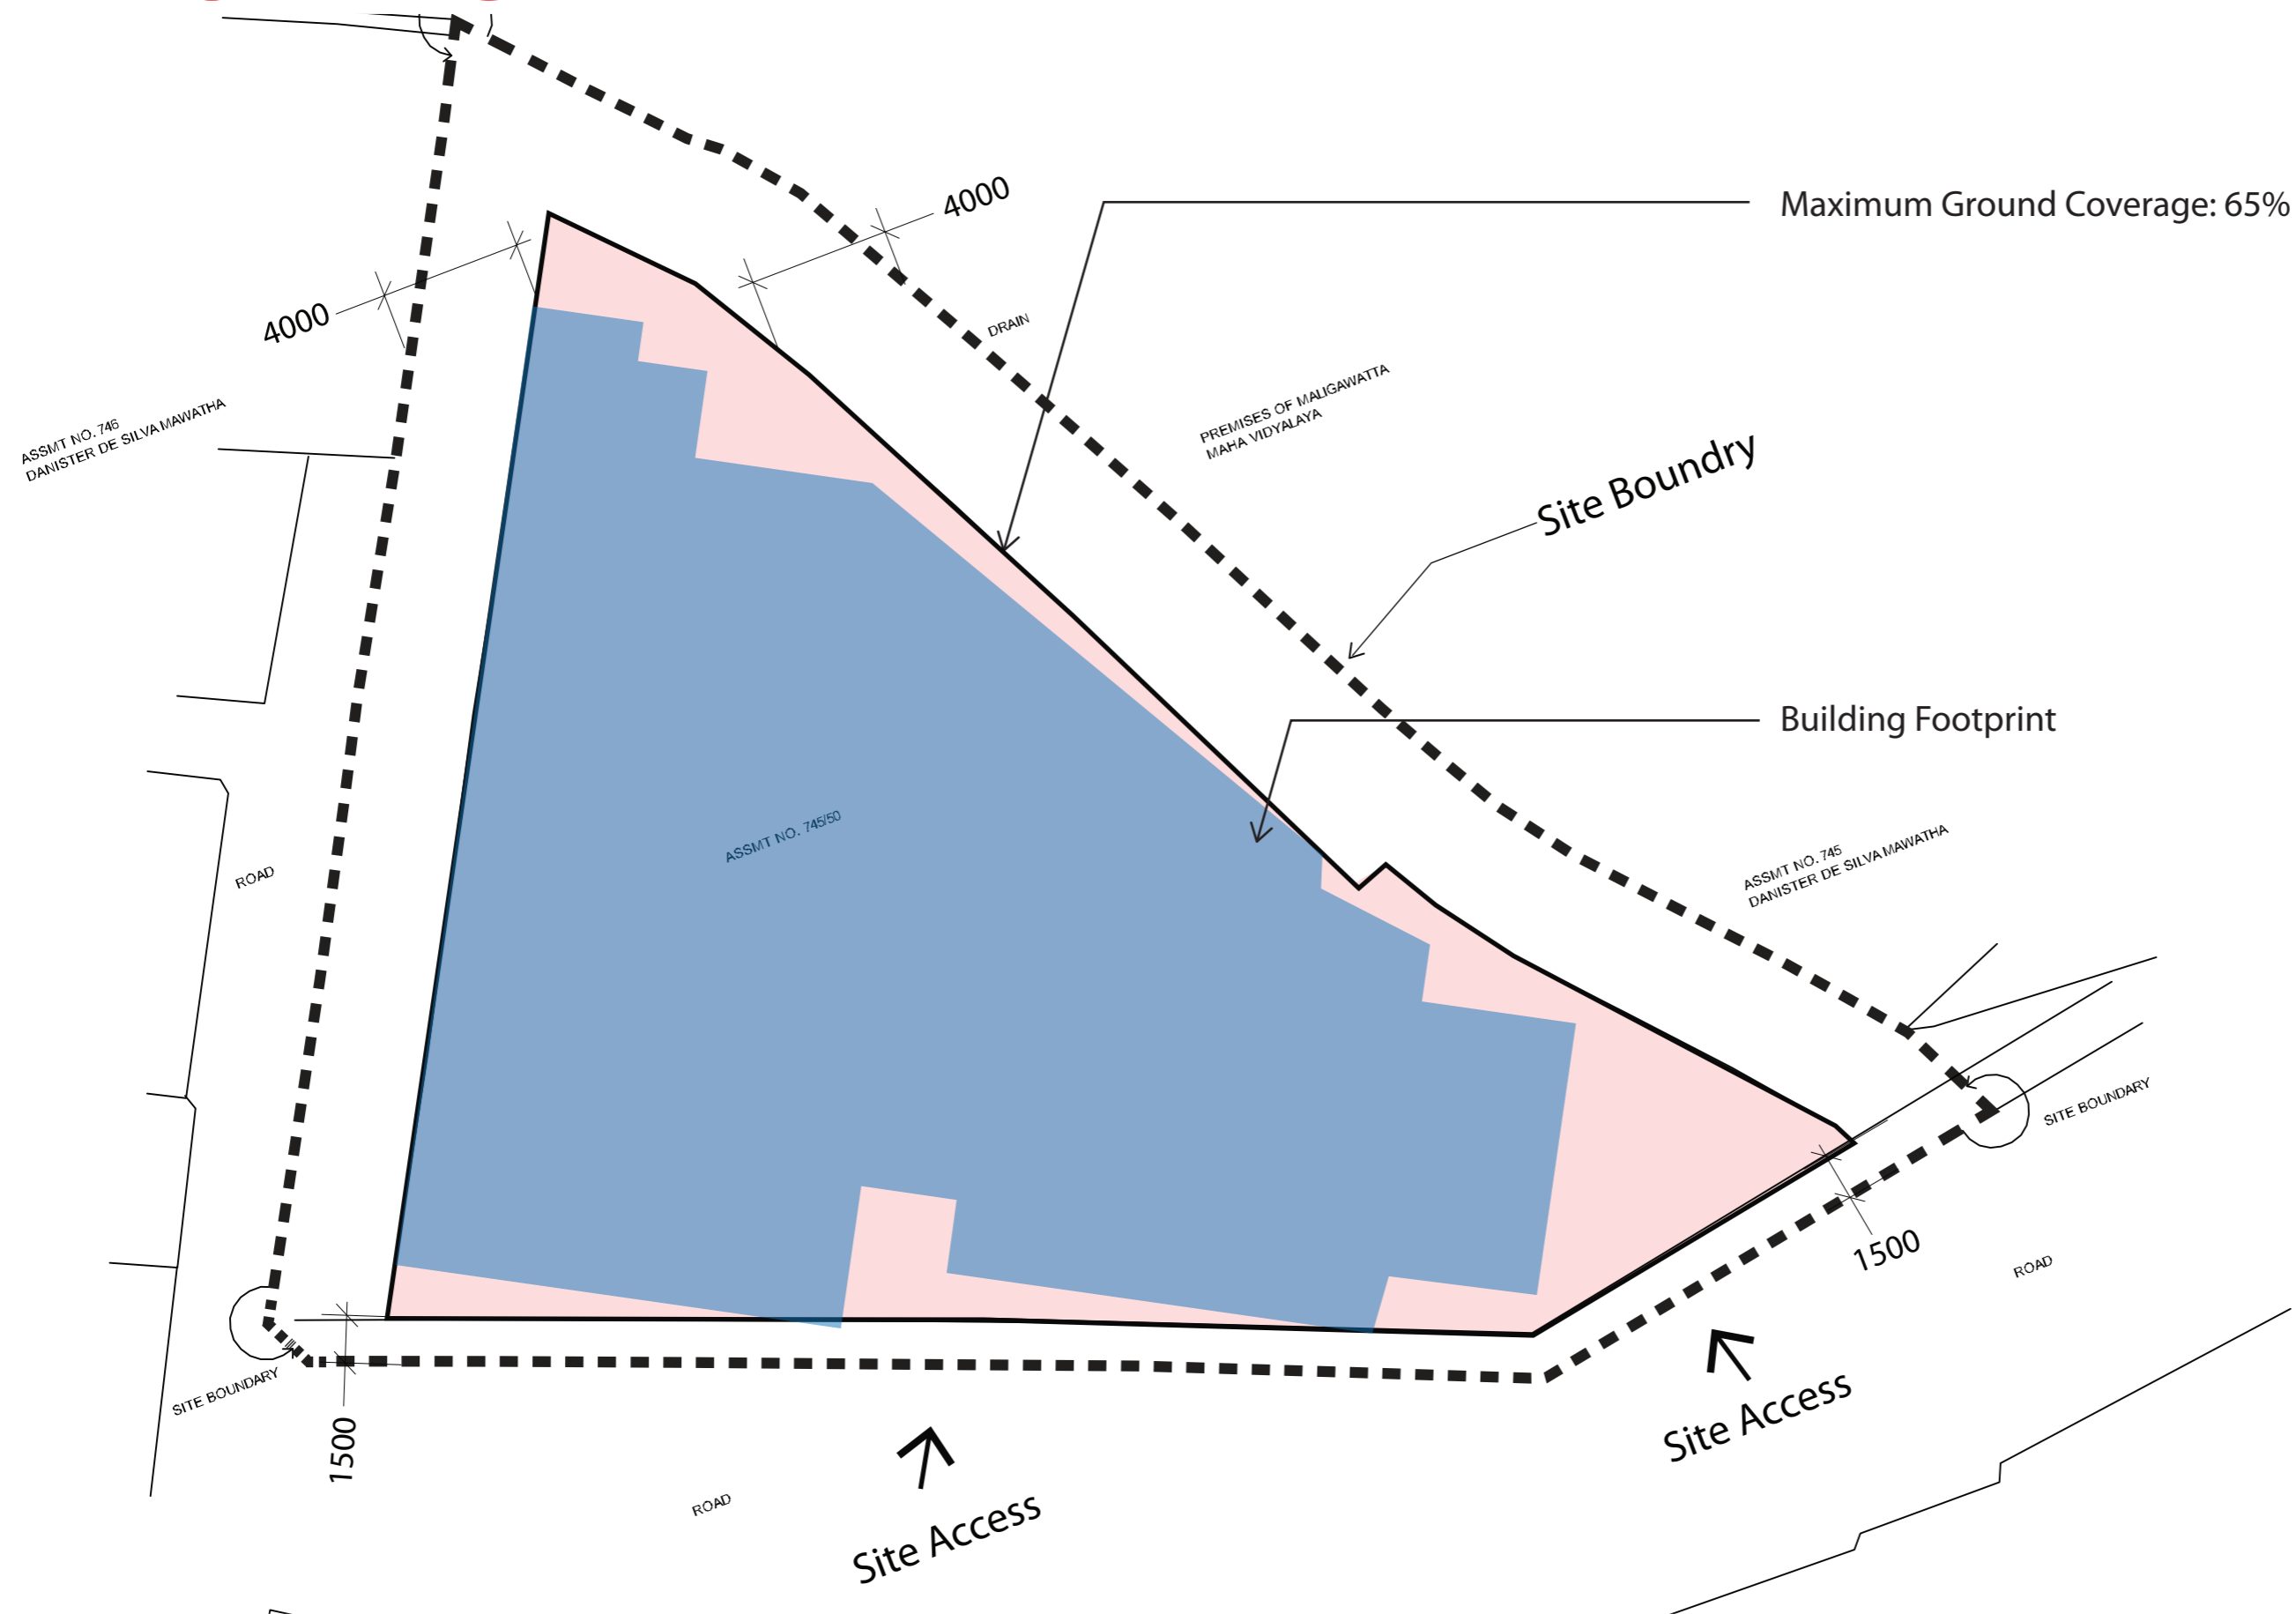 4000
Maximum Ground Coverage: 65%
4000
DRAIN
PREMISES OF MALIGAWATTA
MAHA VIDYALAYA
ASSMT NO. 746
DANISTER DE SILVA MAWATHA
Site Boundry
Building Footprint
ASSMT NO. 745/50
ROAD
ASSMT NO. 745
DANISTER DE SILVA MAWATHA
SITE BOUNDARY
1500
ROAD
SITE BOUNDARY
1500
Site Access
ROAD
Site Access